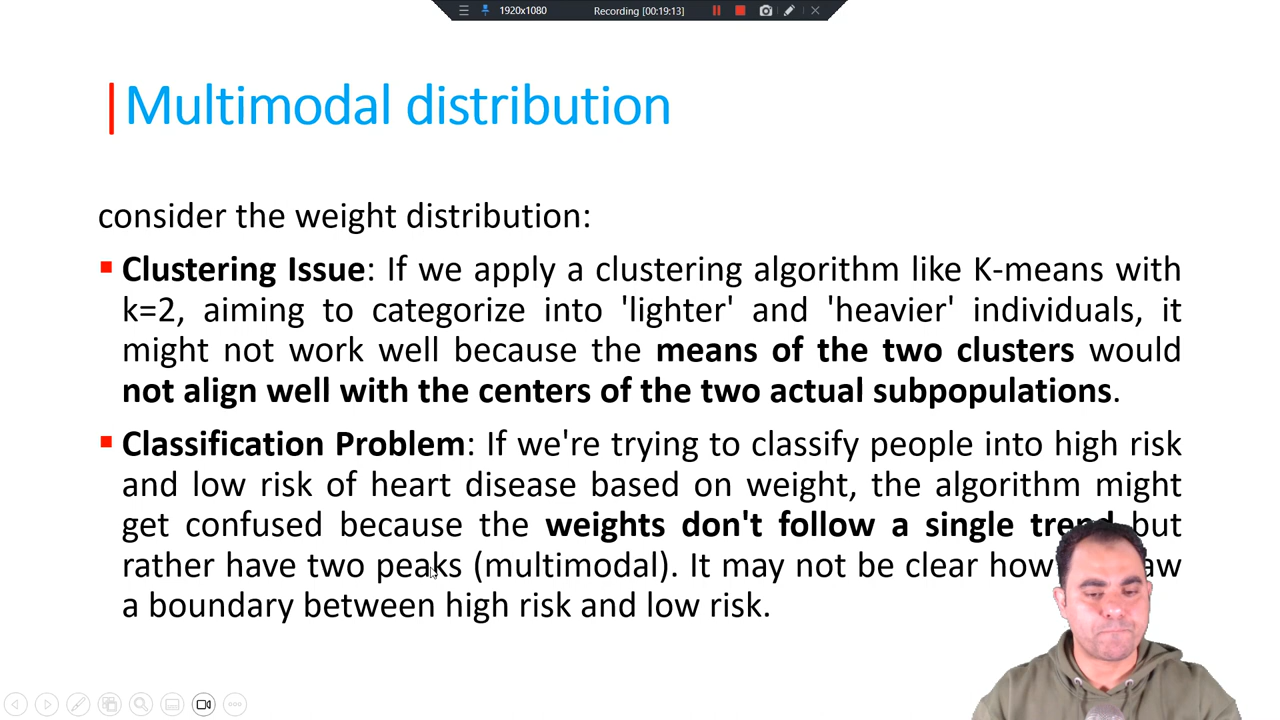 1920x1080 Recording [00:19:13]
|Multimodal distribution
consider the weight distribution:
Clustering Issue: If we apply a clustering algorithm like K-means with
k=2, aiming to categorize into 'lighter' and 'heavier' individuals, it
might not work well because the means of the two clusters would
not align well with the centers of the two actual subpopulations.
Classification Problem: If we're trying to classify people into high risk
and low risk of heart disease based on weight, the algorithm might
get confused because the weights don't follow a single trend but
rather have two peaks (multimodal). It may not be clear how
a boundary between high risk and low risk.